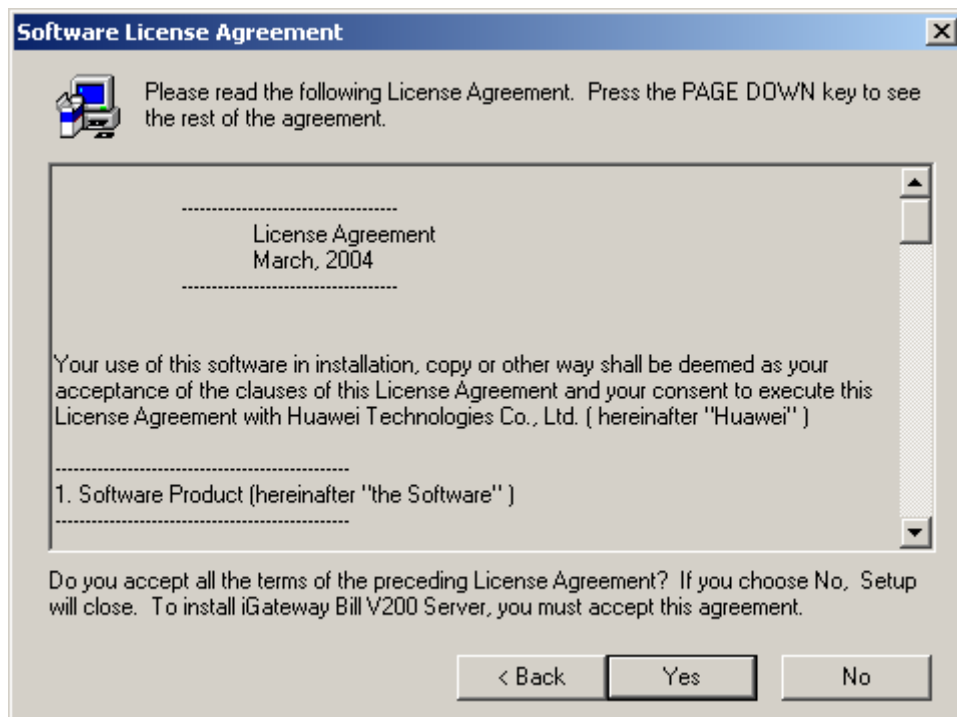 Software License Agreement
Please read the following License Agreement.  Press the PAGE DOWN key to see
the rest of the agreement.
------------------------------------
License Agreement
March, 2004
------------------------------------
Your use of this software in installation, copy or other way shall be deemed as your
acceptance of the clauses of this License Agreement and your consent to execute this
License Agreement with Huawei Technologies Co., Ltd. ( hereinafter "Huawei" )
-------------------------------------------------
1. Software Product (hereinafter "the Software" )
-------------------------------------------------
Do you accept all the terms of the preceding License Agreement?  If you choose No,  Setup
will close.  To install iGateway Bill V200 Server, you must accept this agreement.
< Back
Yes
No